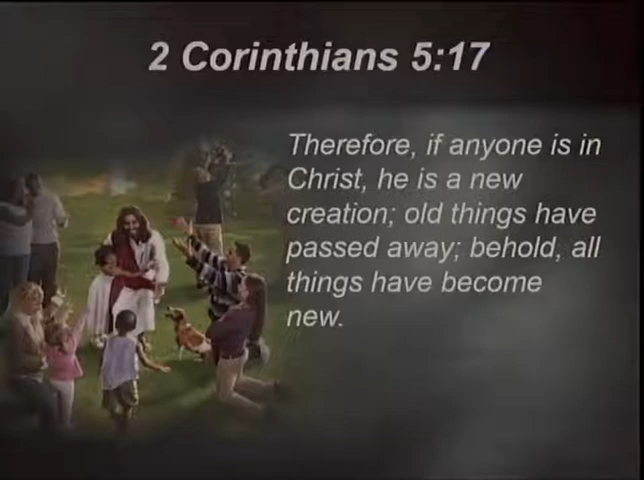 2 Corinthians 5:17
Therefore, if anyone is in
Christ, he is a new
creation; old things have
passed away; behold, all
things have become
new.